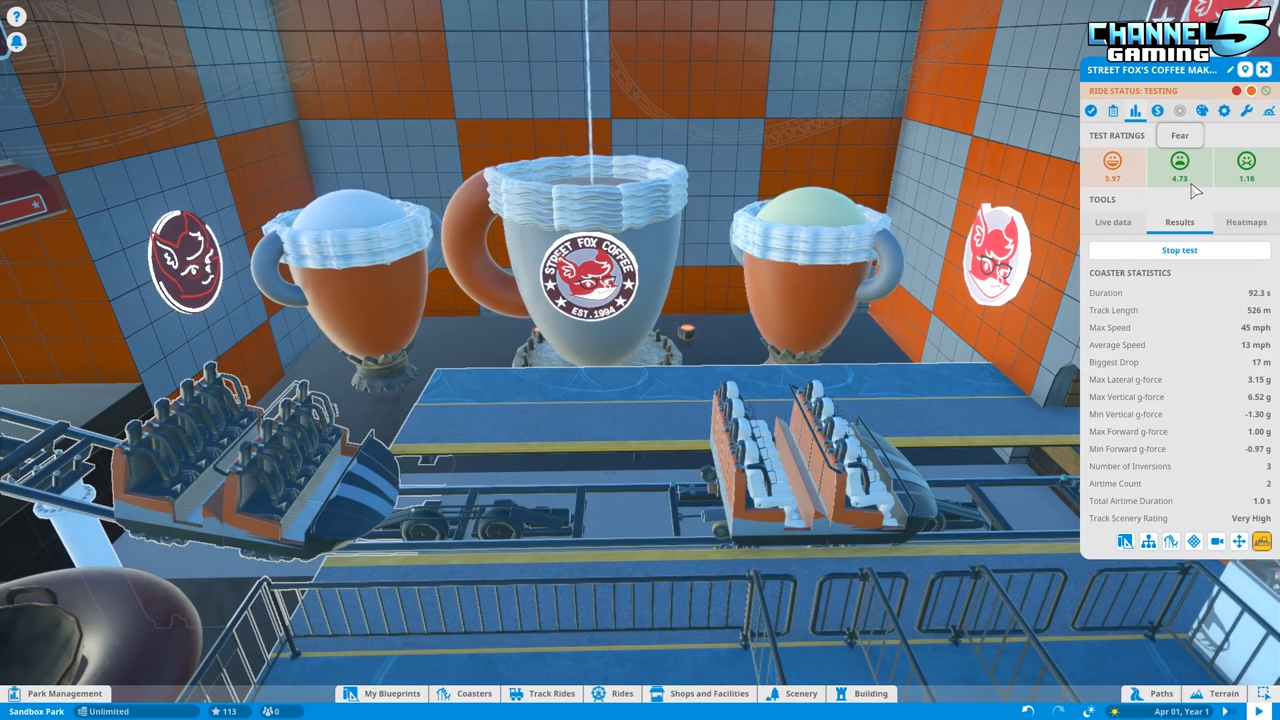 CHANNEL 5
GAMING
STREET FOX'S COFFEE MAK...
RIDE STATUS: TESTING
TEST RATINGS
Fear
5.97
4.73
1.16
TOOLS
Live data
Results
Heatmaps
Stop test
COASTER STATISTICS
Duration 92.3 s
Track Length 526 m
Max Speed 45 mph
Average Speed 13 mph
Biggest Drop 17 m
Max Lateral g-force 3.15 g
Max Vertical g-force 6.52 g
Min Vertical g-force -1.30 g
Max Forward g-force 1.00 g
Min Forward g-force -0.97 g
Number of Inversions 3
Airtime Count 2
Total Airtime Duration 1.0 s
Track Scenery Rating Very High
STREET FOX COFFEE
EST.1994
Park Management
My Blueprints
Coasters
Track Rides
Rides
Shops and Facilities
Scenery
Building
Paths
Terrain
Sandbox Park
Unlimited
113
0
Apr 01, Year 1